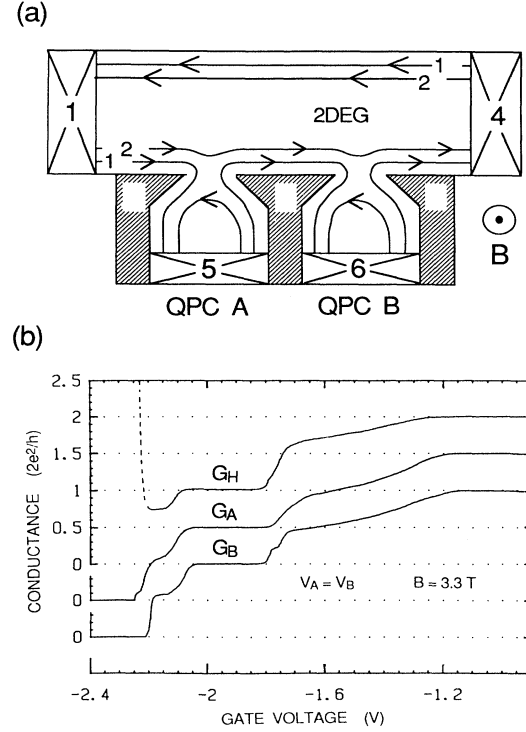 (a)
1
2
1
2DEG
4
2
1
5
6
B
QPC A
QPC B
(b)
CONDUCTANCE (2e²/h)
2.5
2
1.5
1
0.5
0
0
0
G_H
G_A
G_B
V_A = V_B
B = 3.3 T
-2.4
-2
-1.6
-1.2
GATE VOLTAGE (V)